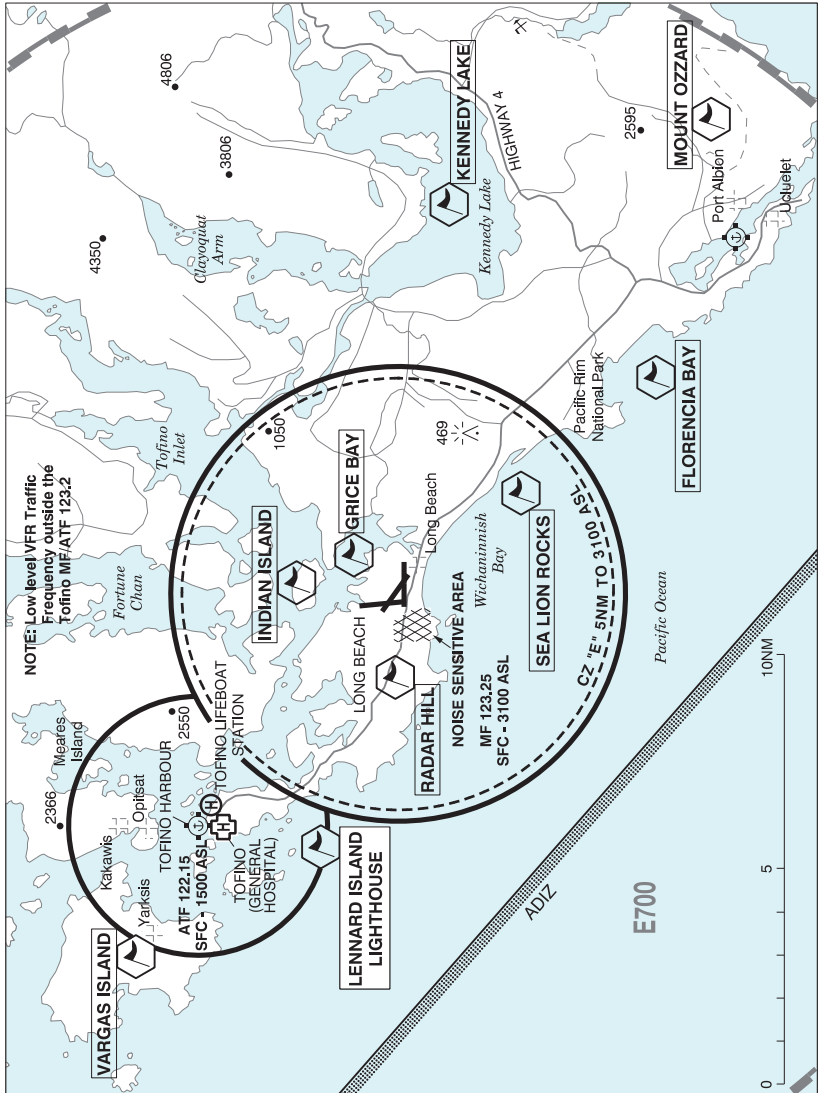 NOTE: Low level VFR Traffic
Frequency outside the
Tofino MF/ATF 123.2
4350
4806
3806
Clayoquat
Arm
Tofino
Inlet
Fortune
Chan
Meares
Island
2366
2550
Kakawis
Opitsat
Yarksis
VARGAS ISLAND
TOFINO HARBOUR
ATF 122.15
SFC - 1500 ASL
H
TOFINO LIFEBOAT
STATION
H
TOFINO
(GENERAL
HOSPITAL)
LENNARD ISLAND
LIGHTHOUSE
INDIAN ISLAND
GRICE BAY
1050
KENNEDY LAKE
Kennedy Lake
HIGHWAY 4
2595
MOUNT OZZARD
Port Albion
Ucluelet
LONG BEACH
Long Beach
469
RADAR HILL
NOISE SENSITIVE AREA
MF 123.25
SFC - 3100 ASL
Wichaninnish
Bay
SEA LION ROCKS
CZ "E" 5NM TO 3100 ASL
Pacific Rim
National Park
FLORENCIA BAY
Pacific Ocean
ADIZ
E700
0
5
10NM